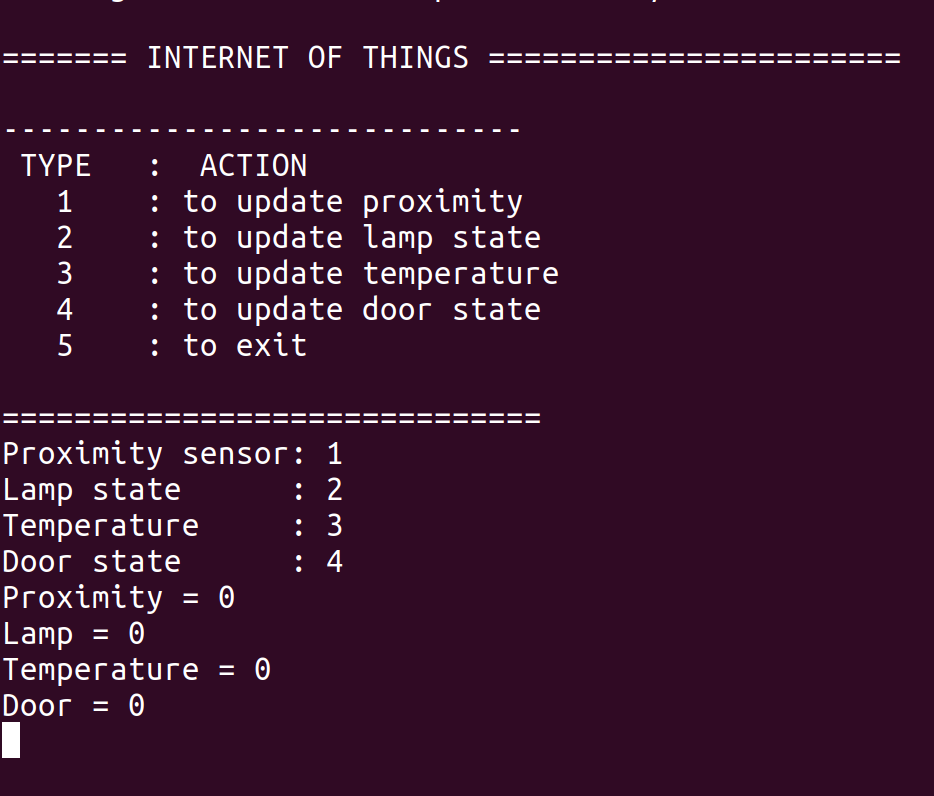 ======= INTERNET OF THINGS =======================
-----------------------------
TYPE : ACTION
1 : to update proximity
2 : to update lamp state
3 : to update temperature
4 : to update door state
5 : to exit
==============================
Proximity sensor: 1
Lamp state : 2
Temperature : 3
Door state : 4
Proximity = 0
Lamp = 0
Temperature = 0
Door = 0